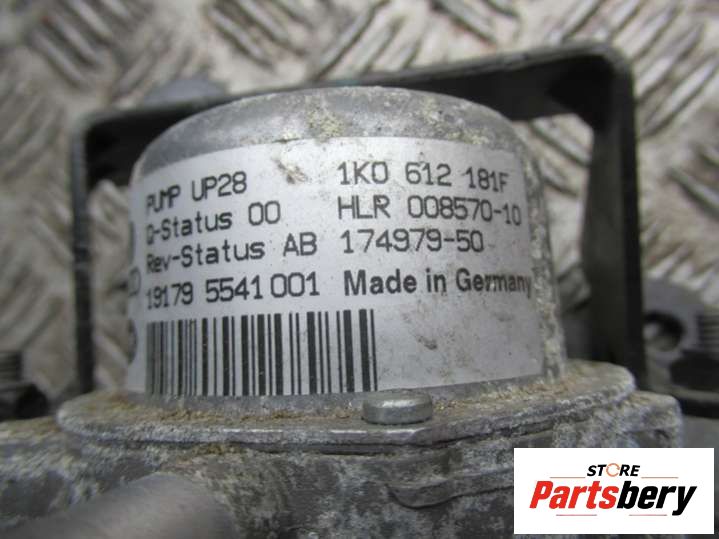 PUMP UP28 1K0 612 181F
Q-Status 00 HLR 008570-10
Rev-Status AB 174979-50
19179 5541 001 Made in Germany
STORE
Partsbery